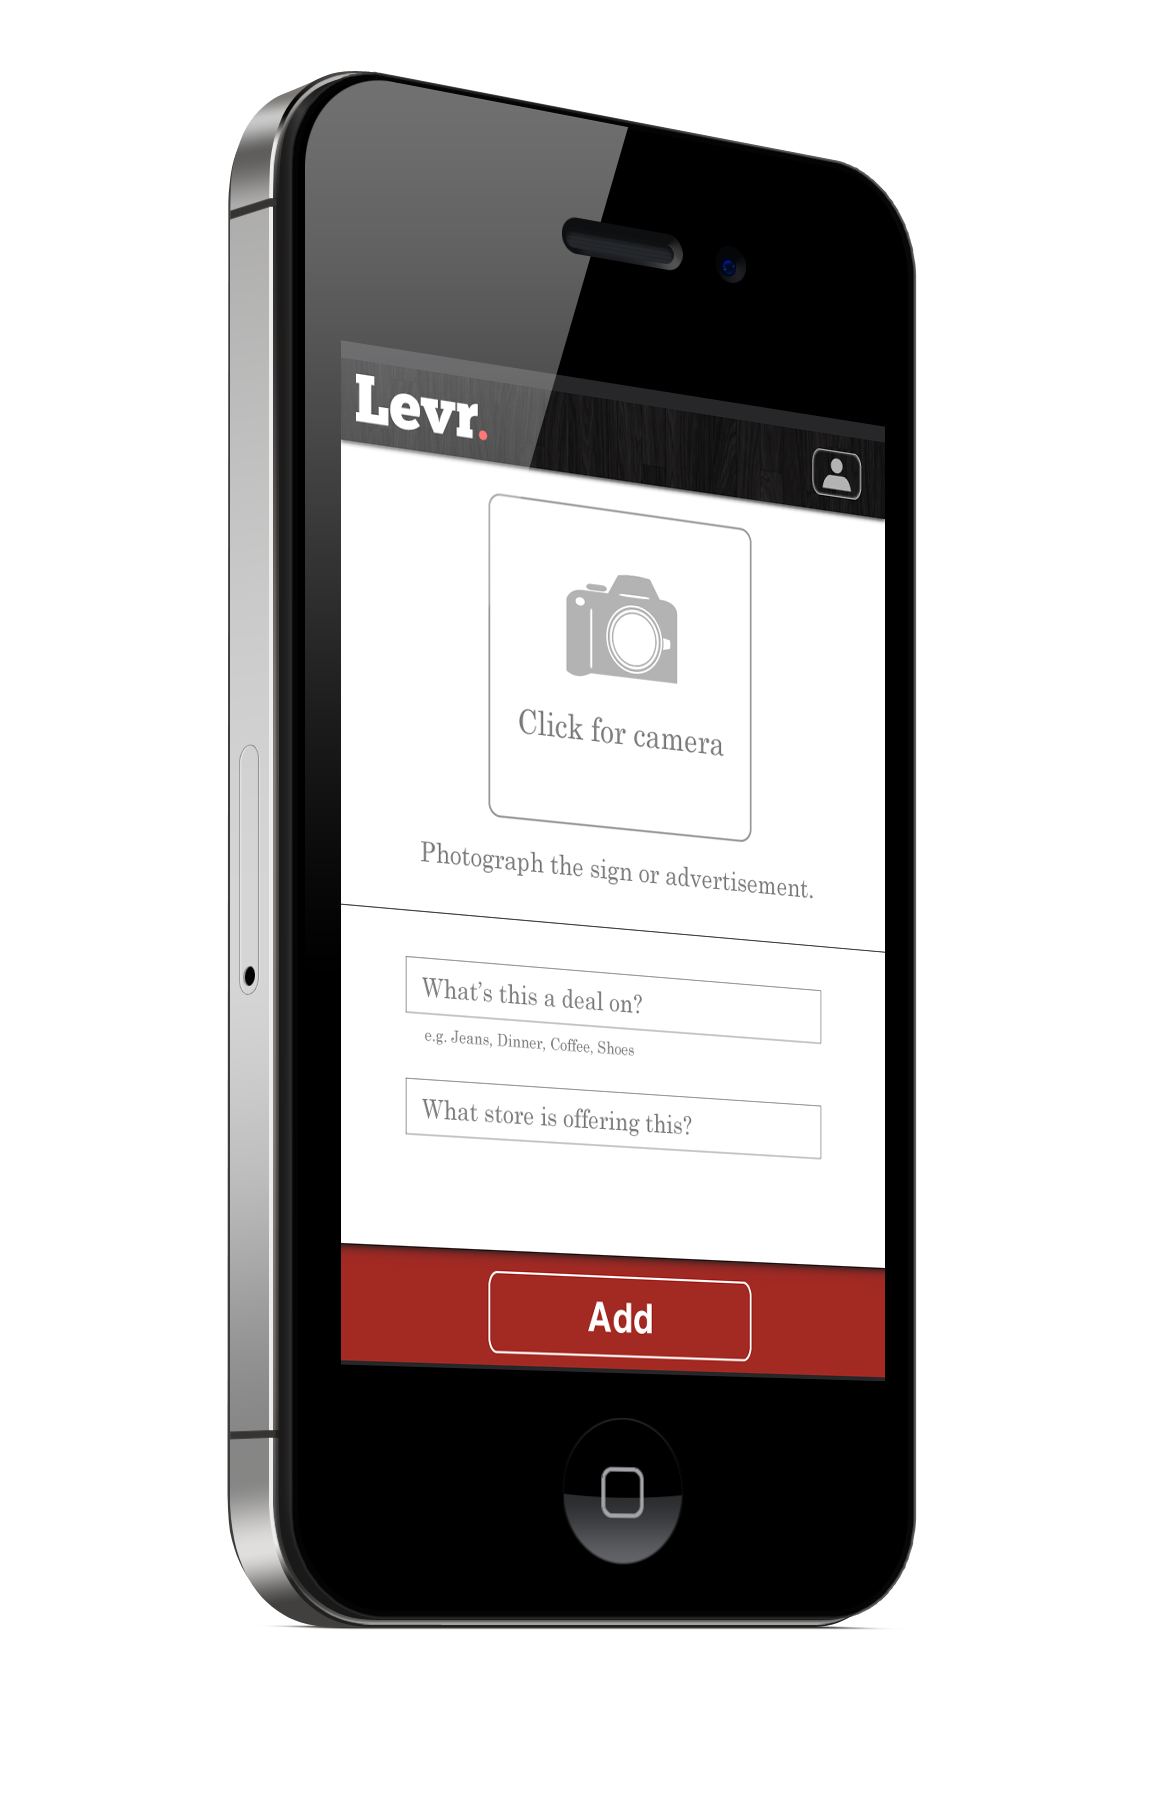 Levr.
Click for camera
Photograph the sign or advertisement.
What's this a deal on?
e.g. Jeans, Dinner, Coffee, Shoes
What store is offering this?
Add